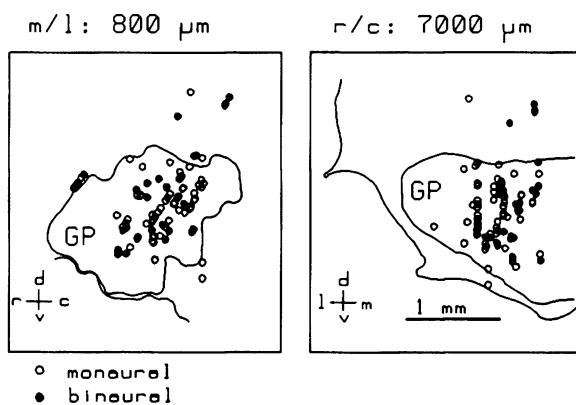 m/l: 800 µm
r/c: 7000 µm
GP
d
r c
v
GP
d
l m
v
1 mm
monaural
binaural